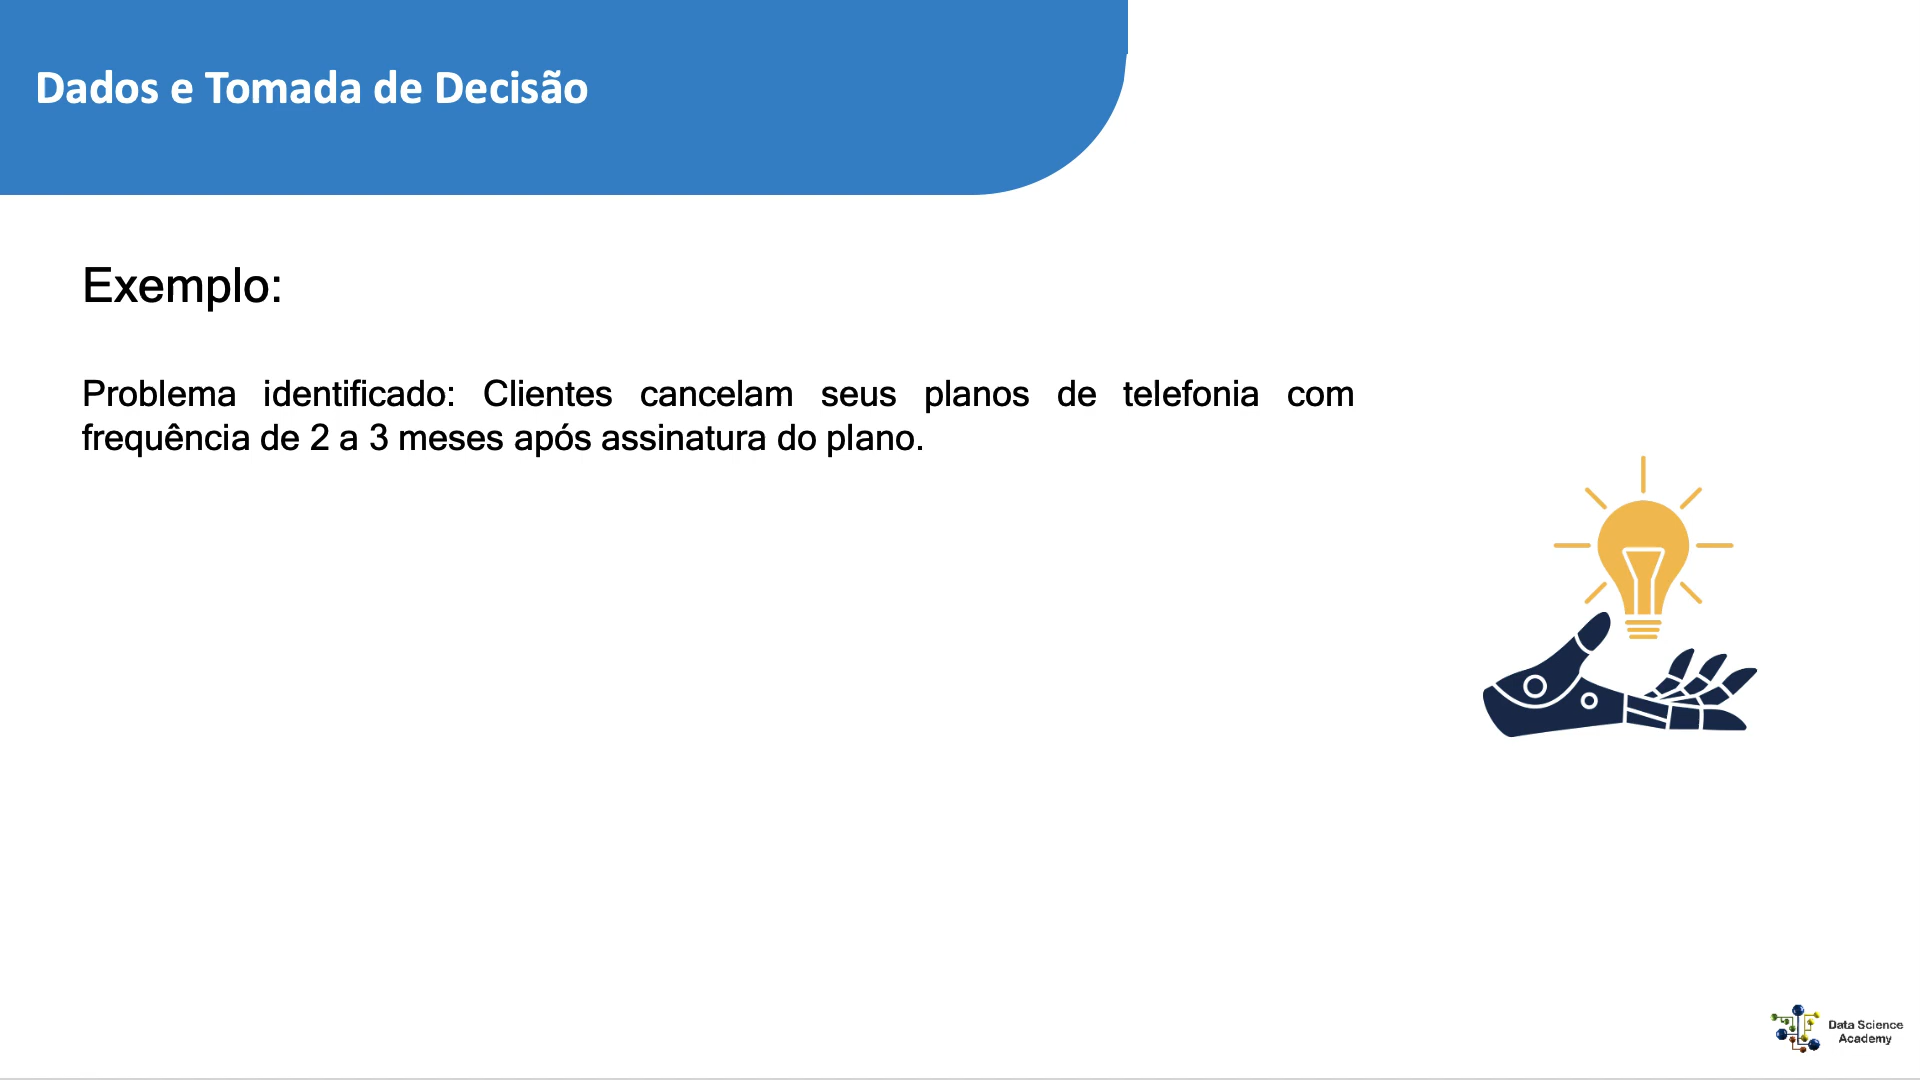 Dados e Tomada de Decisão
Exemplo:
Problema identificado: Clientes cancelam seus planos de telefonia com
frequência de 2 a 3 meses após assinatura do plano.
Data Science
Academy